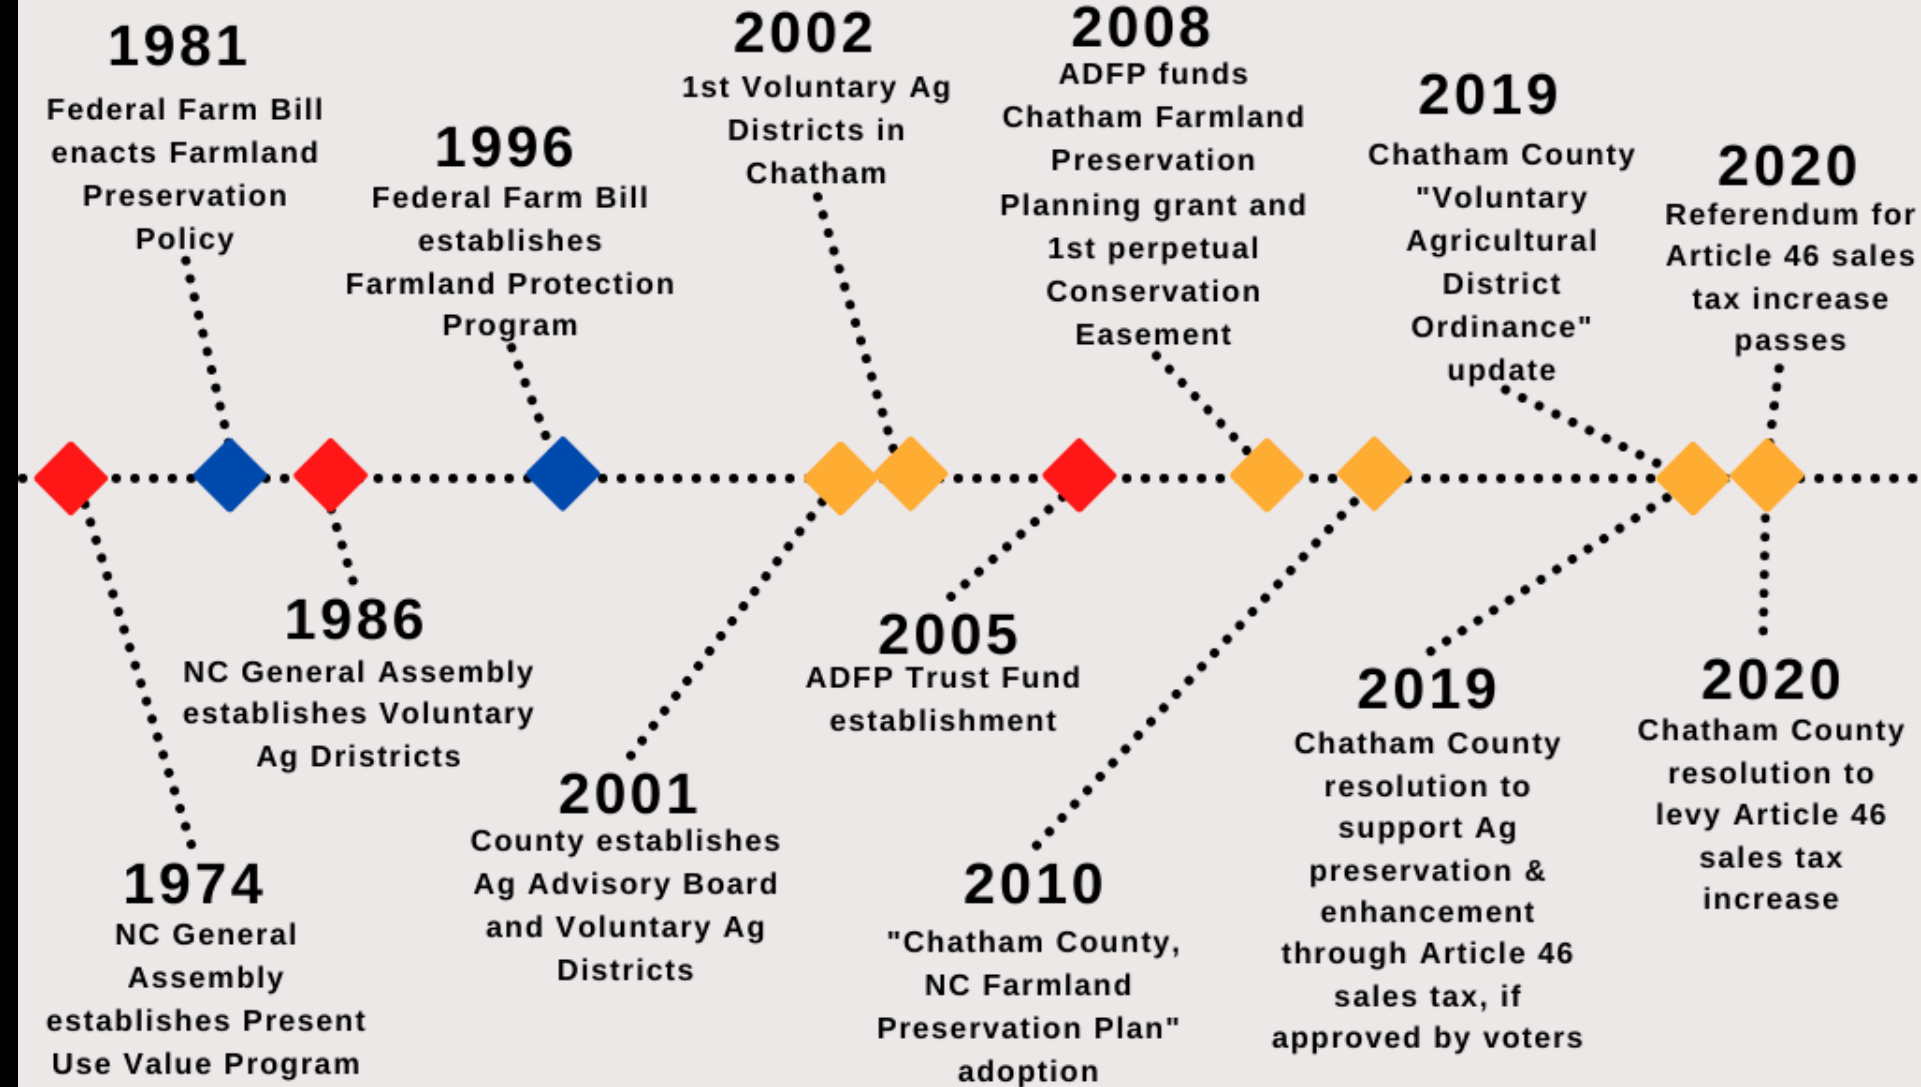 1981
Federal Farm Bill
enacts Farmland
Preservation
Policy
1996
Federal Farm Bill
establishes
Farmland Protection
Program
2002
1st Voluntary Ag
Districts in
Chatham
2008
ADFP funds
Chatham Farmland
Preservation
Planning grant and
1st perpetual
Conservation
Easement
2019
Chatham County
"Voluntary
Agricultural
District
Ordinance"
update
2020
Referendum for
Article 46 sales
tax increase
passes
1974
NC General
Assembly
establishes Present
Use Value Program
1986
NC General Assembly
establishes Voluntary
Ag Dristricts
2001
County establishes
Ag Advisory Board
and Voluntary Ag
Districts
2005
ADFP Trust Fund
establishment
2010
"Chatham County,
NC Farmland
Preservation Plan"
adoption
2019
Chatham County
resolution to
support Ag
preservation &
enhancement
through Article 46
sales tax, if
approved by voters
2020
Chatham County
resolution to
levy Article 46
sales tax
increase